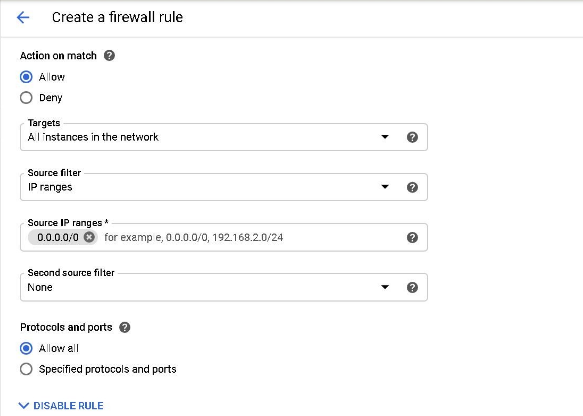 Create a firewall rule
Action on match
Allow
Deny
Targets
All instances in the network
Source filter
IP ranges
Source IP ranges *
0.0.0.0/0 for example, 0.0.0.0/0, 192.168.2.0/24
Second source filter
None
Protocols and ports
Allow all
Specified protocols and ports
DISABLE RULE